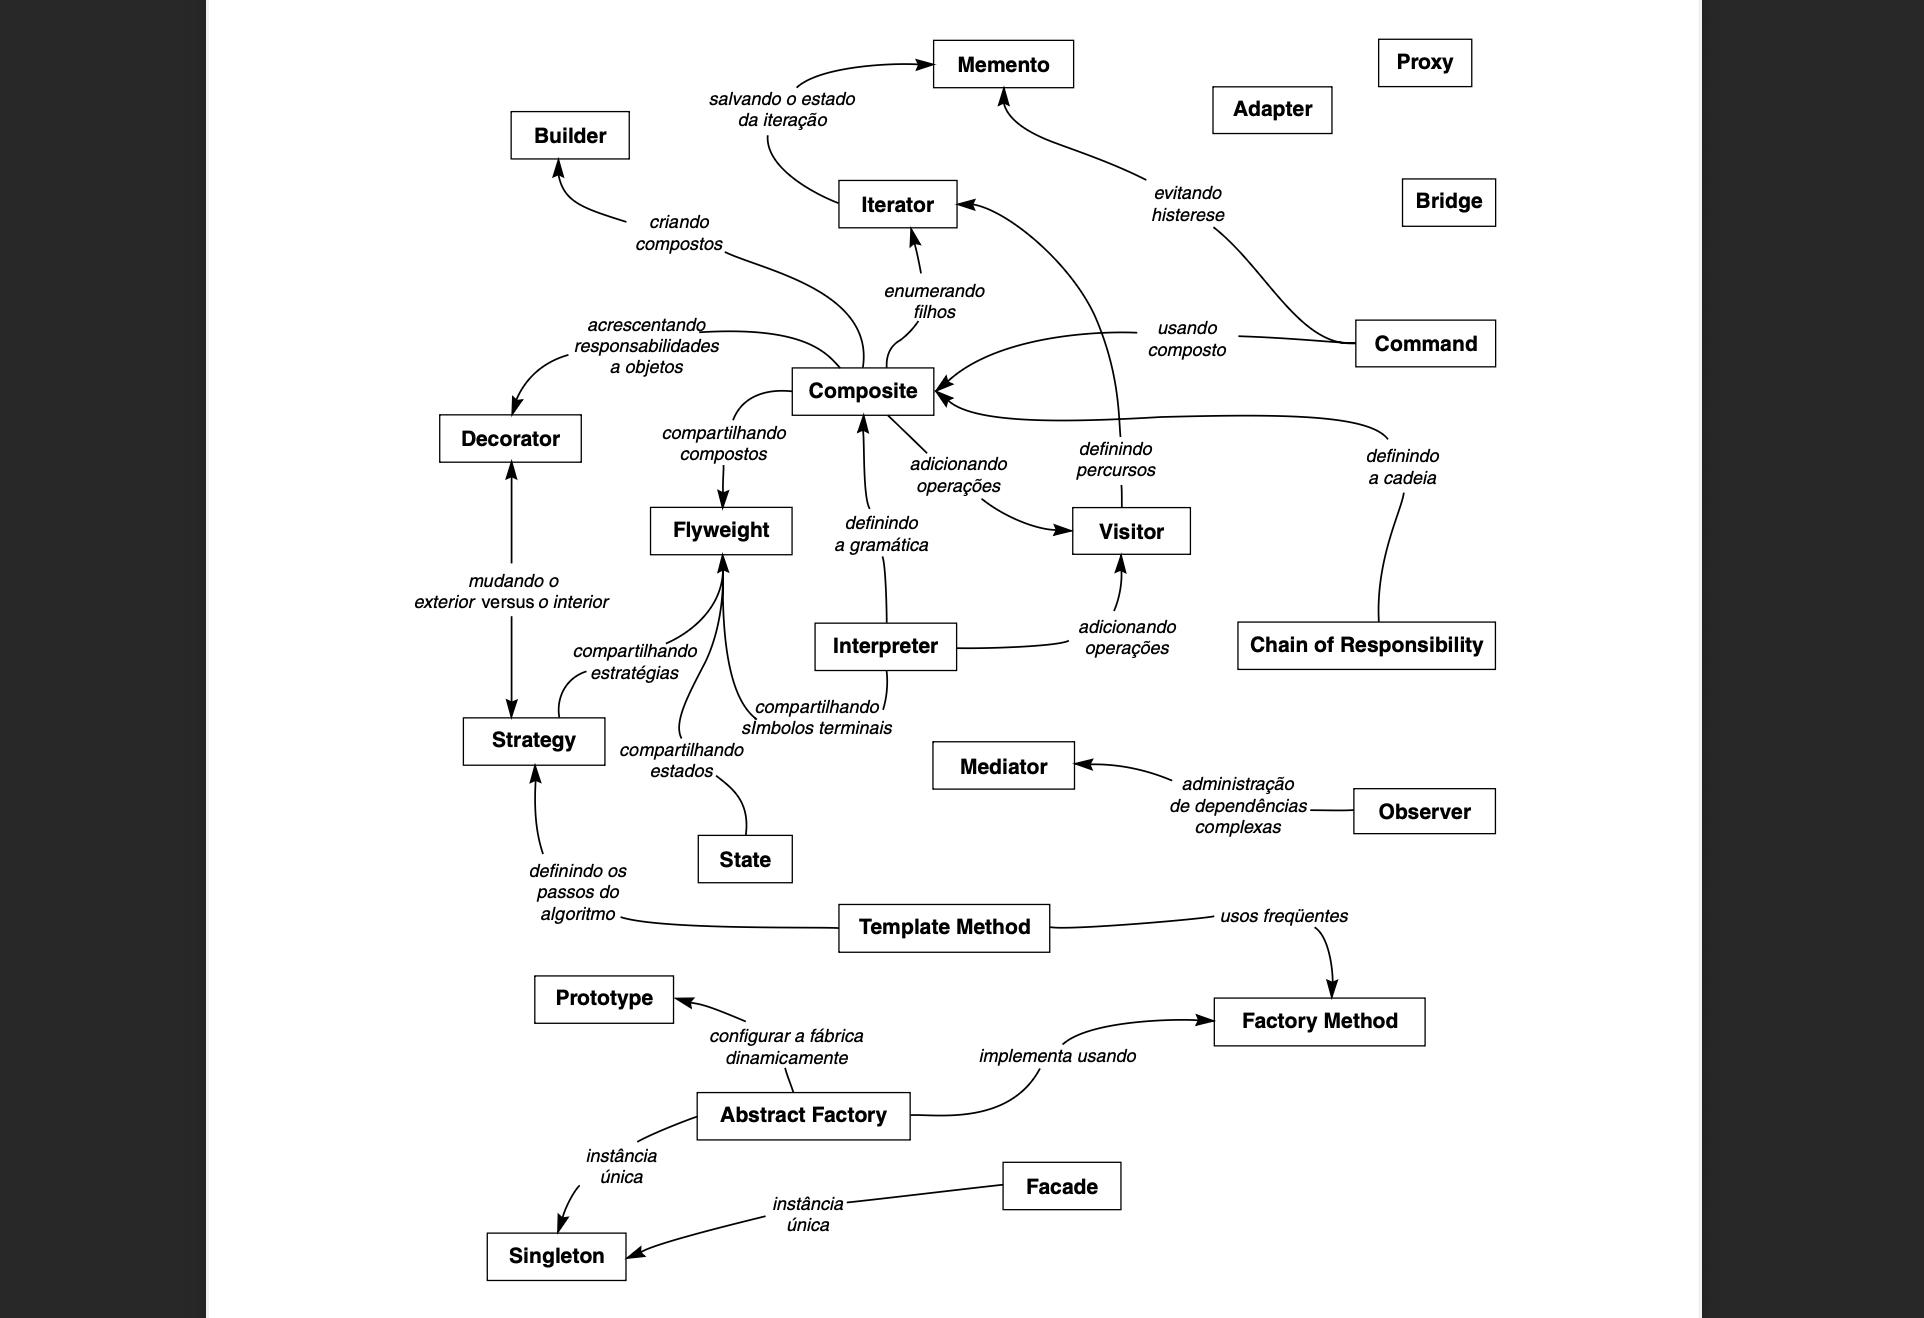 Memento
Proxy
Adapter
salvando o estado
da iteração
Builder
Iterator
evitando
histerese
Bridge
criando
compostos
enumerando
filhos
acrescentando
responsabilidades
a objetos
usando
composto
Command
Composite
Decorator
compartilhando
compostos
adicionando
operações
definindo
percursos
definindo
a cadeia
Flyweight
definindo
a gramática
Visitor
mudando o
exterior versus o interior
compartilhando
estratégias
Interpreter
adicionando
operações
Chain of Responsibility
compartilhando
sImbolos terminais
Strategy
compartilhando
estados
Mediator
administração
de dependências
complexas
Observer
State
definindo os
passos do
algoritmo
Template Method
usos freqüentes
Prototype
configurar a fábrica
dinamicamente
Factory Method
implementa usando
Abstract Factory
instância
única
Facade
instância
única
Singleton